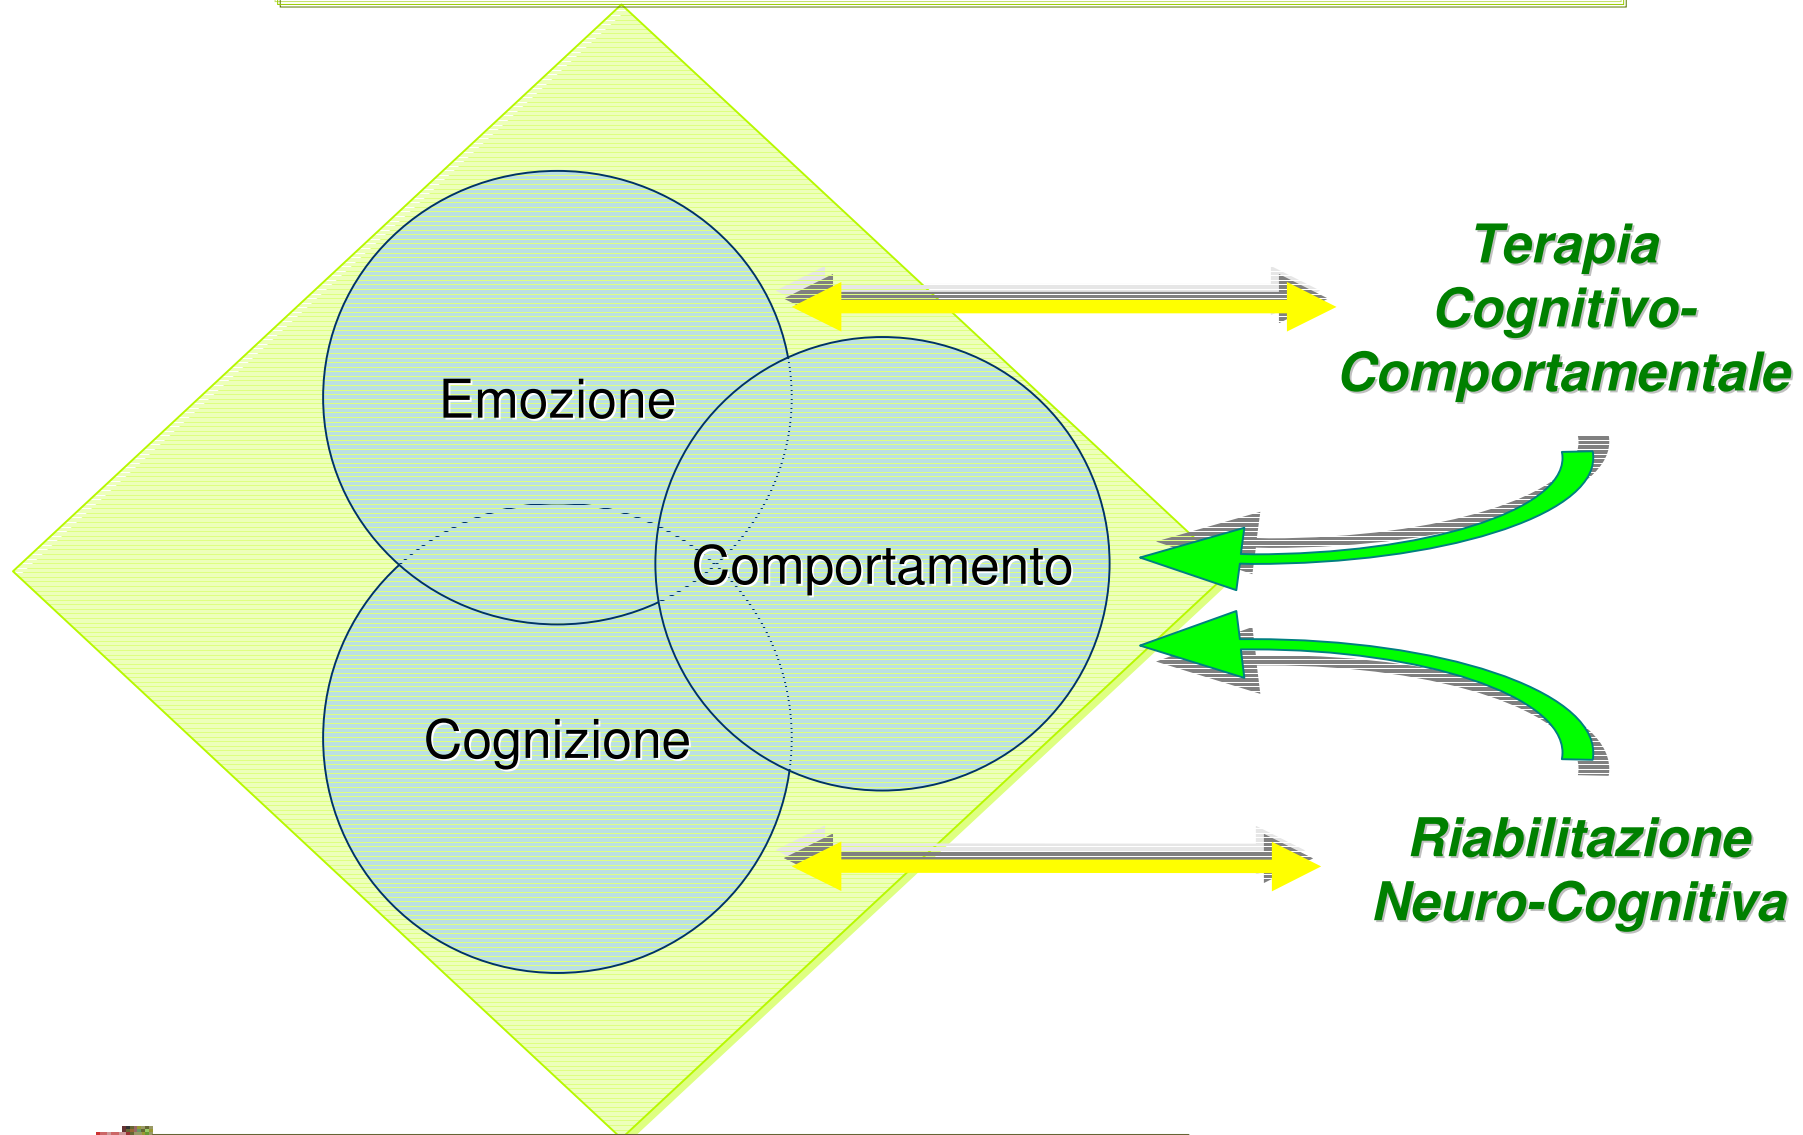 Terapia
Cognitivo-
Comportamentale
Emozione
Comportamento
Cognizione
Riabilitazione
Neuro-Cognitiva